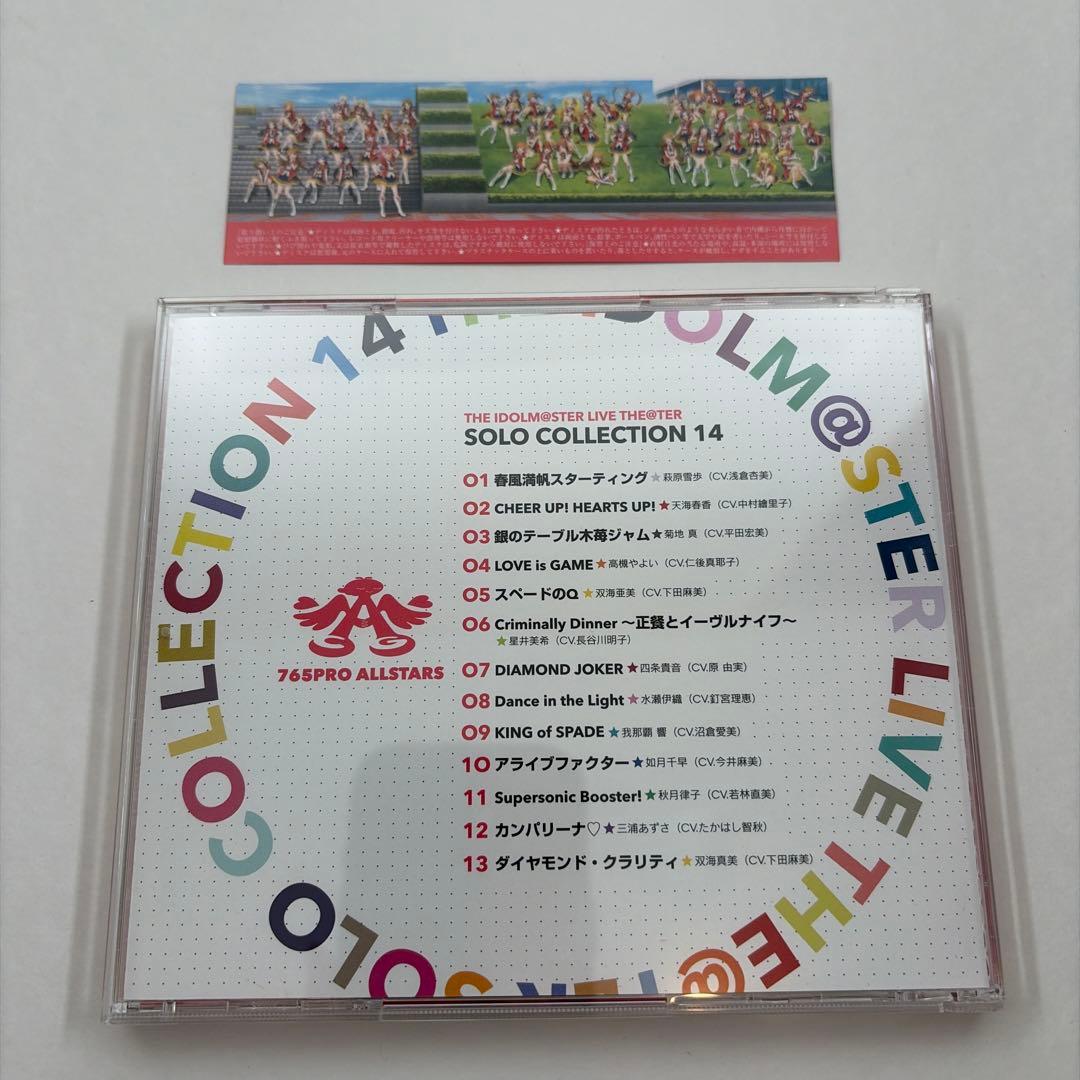 THE IDOLM@STER LIVE THE@TER
SOLO COLLECTION 14
01 春風満帆スターティング★萩原雪歩（CV.浅倉杏美）
02 CHEER UP! HEARTS UP!★天海春香（CV.中村繪里子）
03 銀のテーブル木苺ジャム★菊地 真（CV.平田宏美）
04 LOVE is GAME★高槻やよい（CV.仁後真耶子）
05 スペードのQ★双海亜美（CV.下田麻美）
06 Criminally Dinner ～正餐とイーヴルナイフ～
★星井美希（CV.長谷川明子）
07 DIAMOND JOKER★四条貴音（CV.原 由実）
08 Dance in the Light★水瀬伊織（CV.釘宮理恵）
09 KING of SPADE★我那覇 響（CV.沼倉愛美）
10 アライブファクター★如月千早（CV.今井麻美）
11 Supersonic Booster!★秋月律子（CV.若林直美）
12 カンパリーナ♡★三浦あずさ（CV.たかはし智秋）
13 ダイヤモンド・クラリティ★双海真美（CV.下田麻美）
765PRO ALLSTARS
SOLO COLLECTION 14 THE IDOLM@STER LIVE THE@TER SOLO